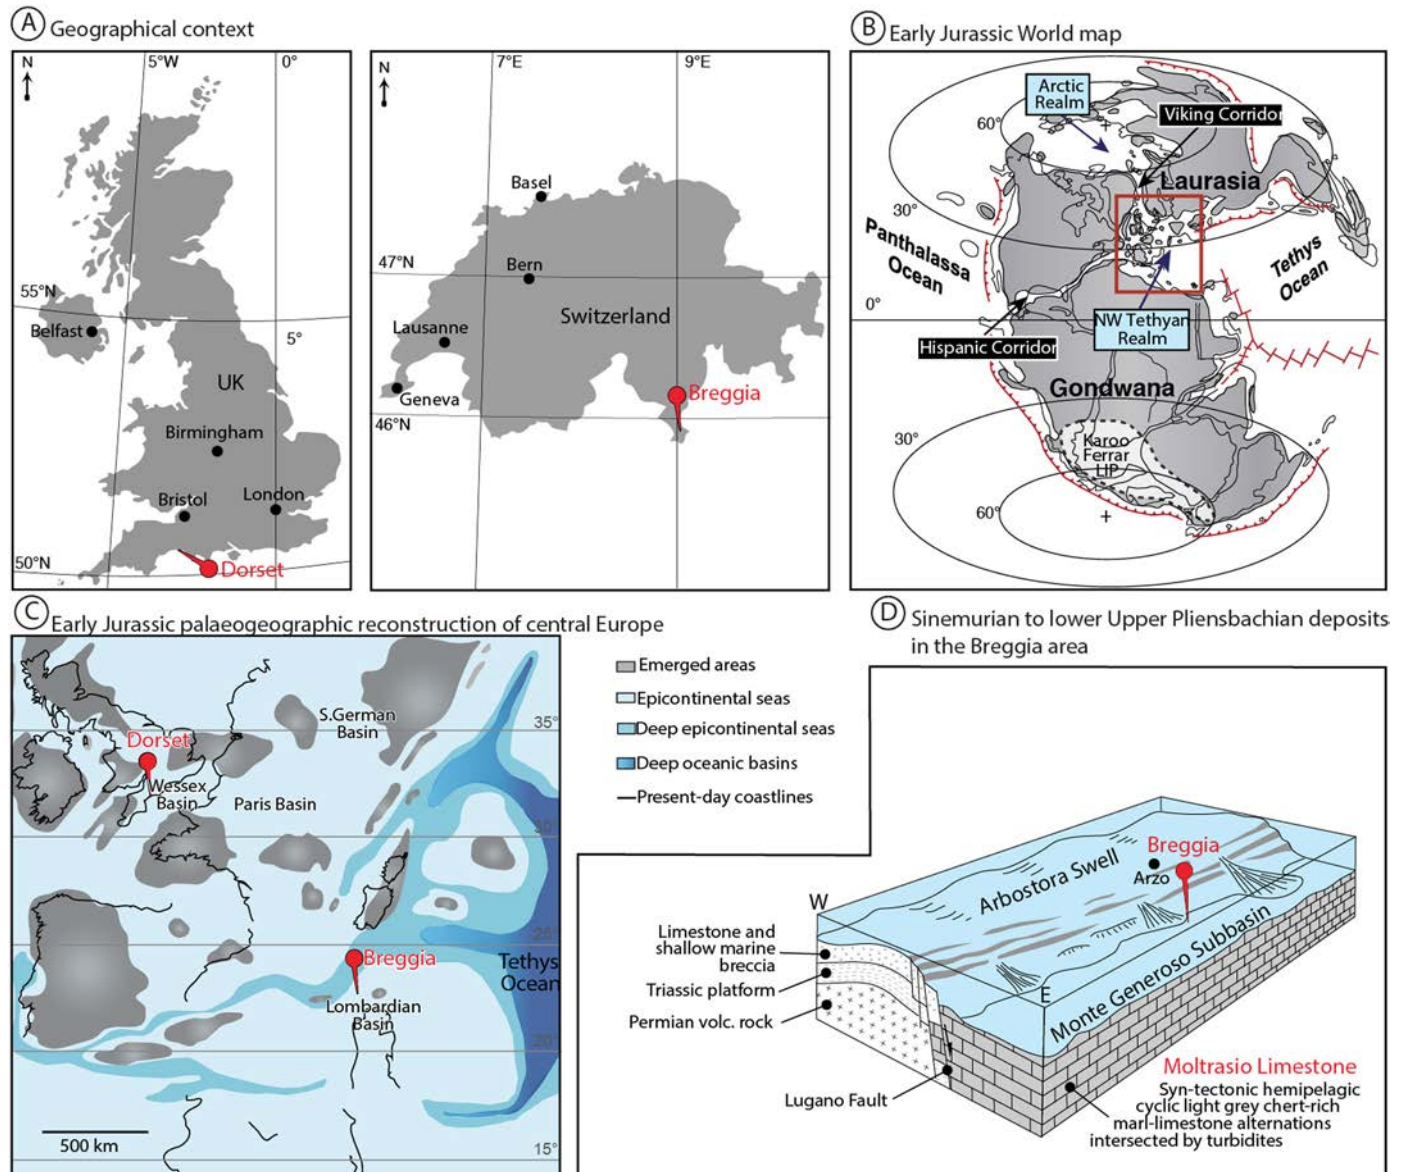 A Geographical context
N
5°W
0°
55°N
Belfast
5°
UK
Birmingham
Bristol
London
50°N
Dorset
N
7°E
9°E
Basel
47°N
Bern
Switzerland
Lausanne
Geneva
Breggia
46°N
B Early Jurassic World map
Arctic
Realm
Viking Corridor
60°
Laurasia
30°
Panthalassa
Ocean
Tethys
Ocean
0°
NW Tethyan
Realm
Hispanic Corridor
Gondwana
30°
Karoo
Ferrar
LIP
60°
C Early Jurassic palaeogeographic reconstruction of central Europe
S.German
Basin
35°
Dorset
Wessex
Basin
Paris Basin
30°
25°
Breggia
Tethys
Ocean
Lombardian
Basin
20°
500 km
15°
Emerged areas
Epicontinental seas
Deep epicontinental seas
Deep oceanic basins
Present-day coastlines
D Sinemurian to lower Upper Pliensbachian deposits
in the Breggia area
Breggia
Arzo
Arbostora Swell
W
Limestone and
shallow marine
breccia
Triassic platform
Permian volc. rock
E
Monte Generoso Subbasin
Lugano Fault
Moltrasio Limestone
Syn-tectonic hemipelagic
cyclic light grey chert-rich
marl-limestone alternations
intersected by turbidites